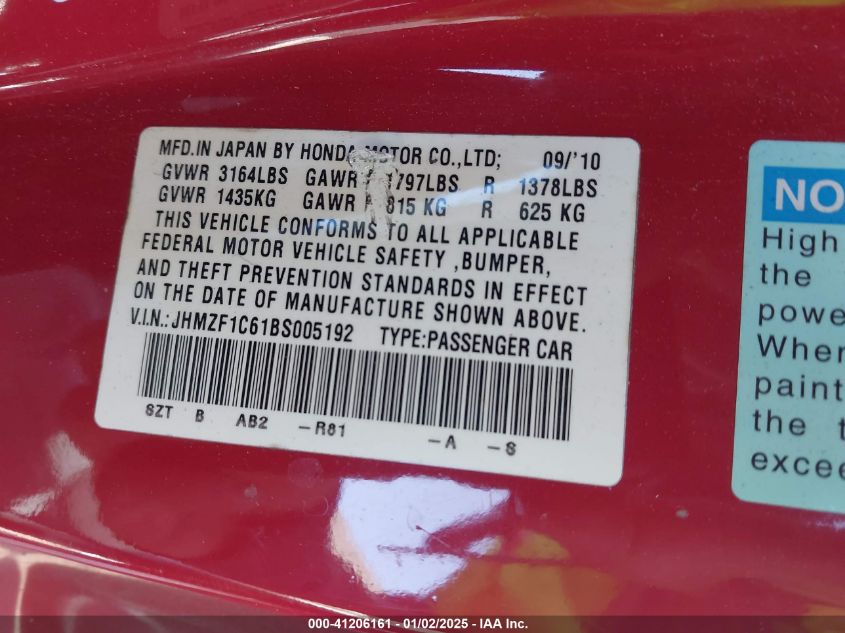 MFD.IN JAPAN BY HONDA MOTOR CO.,LTD; 09/'10
GVWR 3164LBS GAWR 1797LBS R 1378LBS
GVWR 1435KG GAWR F 815 KG R 625 KG
THIS VEHICLE CONFORMS TO ALL APPLICABLE
FEDERAL MOTOR VEHICLE SAFETY ,BUMPER,
AND THEFT PREVENTION STANDARDS IN EFFECT
ON THE DATE OF MANUFACTURE SHOWN ABOVE.
V.I.N.: JHMZF1C61BS005192 TYPE:PASSENGER CAR
SZT B AB2 -R81 -A -S
NO
High
the
powe
When
paint
the t
excee
000-41206161 - 01/02/2025 - IAA Inc.